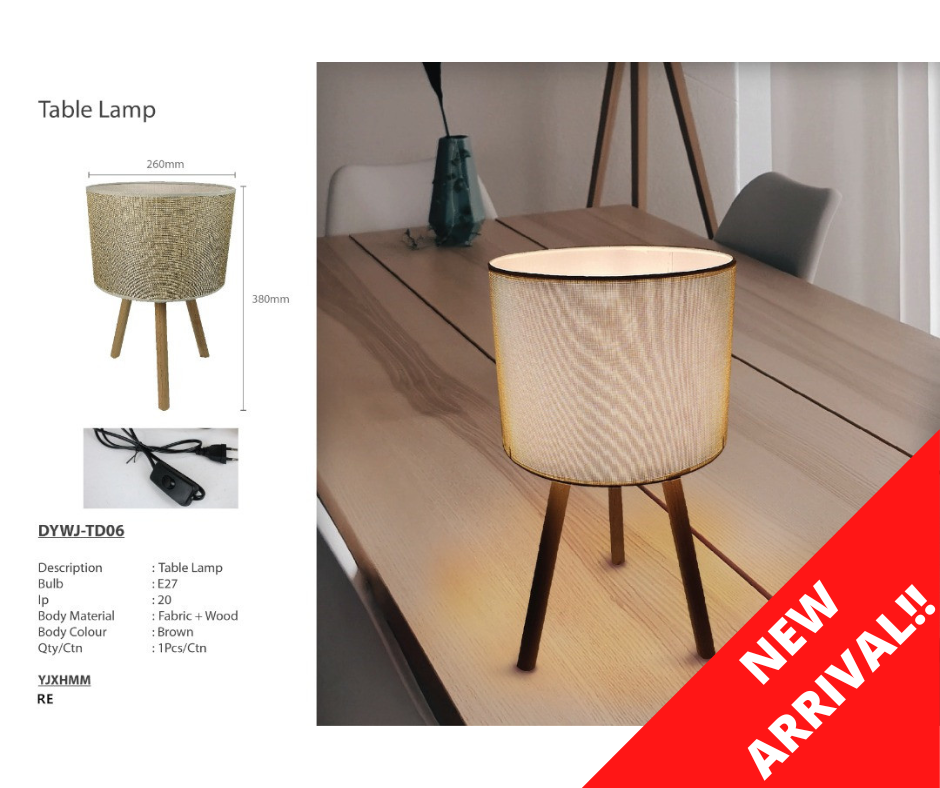 Table Lamp
260mm
380mm
DYWJ-TD06
Description : Table Lamp
Bulb : E27
Ip : 20
Body Material : Fabric + Wood
Body Colour : Brown
Qty/Ctn : 1Pcs/Ctn
YJXHMM
RE
NEW
ARRIVAL!!